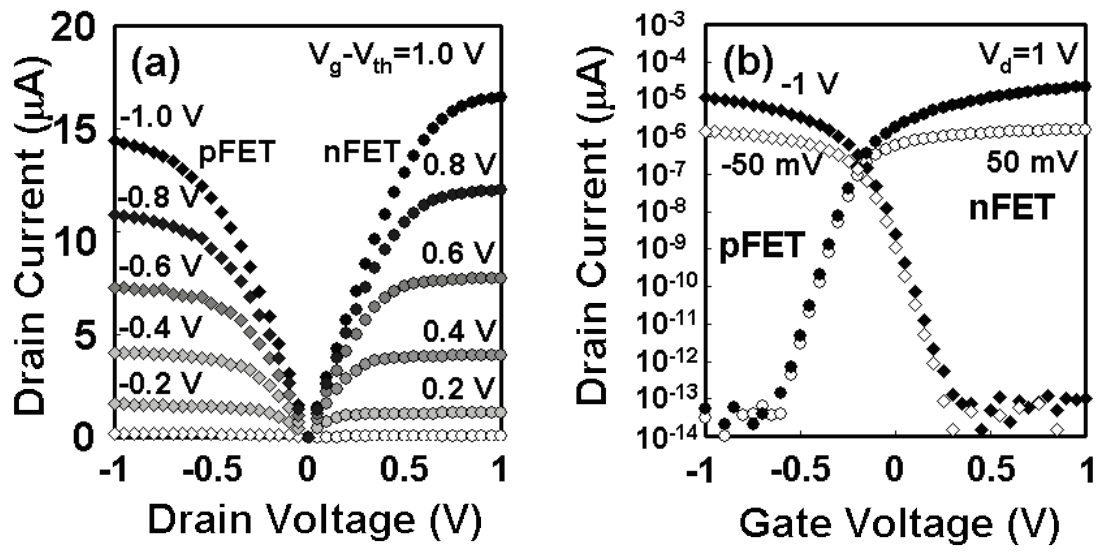 (a)
V_g-V_th=1.0 V
-1.0 V
pFET
nFET
0.8 V
-0.8 V
-0.6 V
0.6 V
-0.4 V
0.4 V
-0.2 V
0.2 V
20
15
10
5
0
-1
-0.5
0
0.5
1
Drain Voltage (V)
Drain Current (μA)
(b)
V_d=1 V
-1 V
-50 mV
50 mV
nFET
pFET
10⁻³
10⁻⁴
10⁻⁵
10⁻⁶
10⁻⁷
10⁻⁸
10⁻⁹
10⁻¹⁰
10⁻¹¹
10⁻¹²
10⁻¹³
10⁻¹⁴
-1
-0.5
0
0.5
1
Gate Voltage (V)
Drain Current (μA)